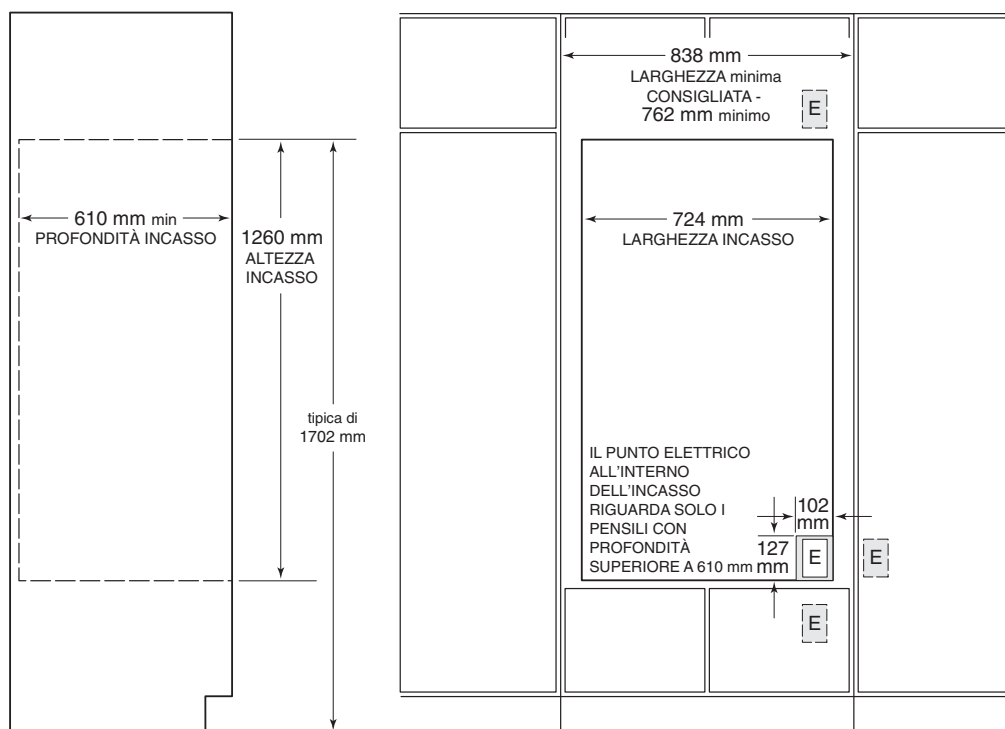 610 mm min
PROFONDITÀ INCASSO
1260 mm
ALTEZZA
INCASSO
tipica di
1702 mm
838 mm
LARGHEZZA minima
CONSIGLIATA -
762 mm minimo
E
724 mm
LARGHEZZA INCASSO
IL PUNTO ELETTRICO
ALL'INTERNO
DELL'INCASSO
RIGUARDA SOLO I
PENSILI CON
PROFONDITÀ
SUPERIORE A 610 mm
102
mm
127
mm
E
E
E